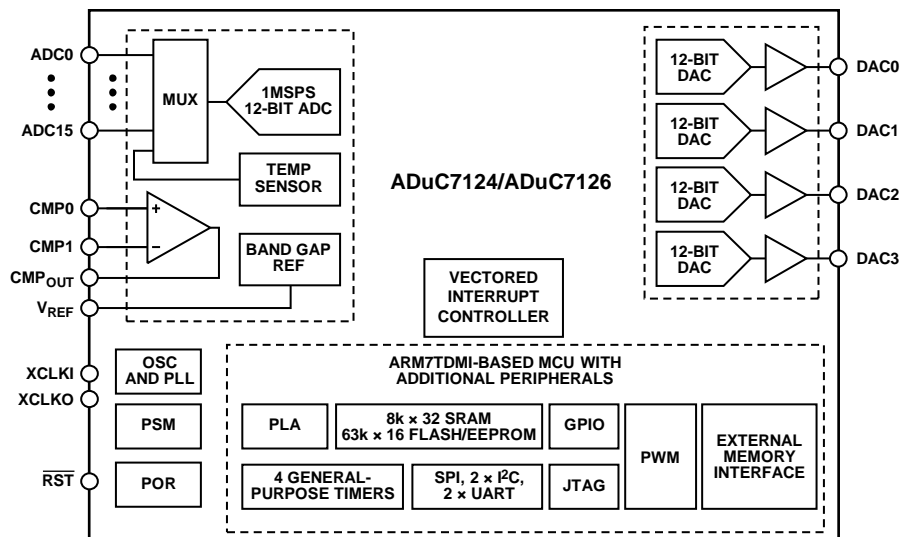 ADC0
ADC15
MUX
1MSPS
12-BIT ADC
TEMP
SENSOR
CMP0
+
CMP1
−
CMPOUT
VREF
BAND GAP
REF
ADuC7124/ADuC7126
12-BIT
DAC
DAC0
12-BIT
DAC
DAC1
12-BIT
DAC
DAC2
12-BIT
DAC
DAC3
VECTORED
INTERRUPT
CONTROLLER
XCLKI
XCLKO
OSC
AND PLL
PSM
RST
POR
ARM7TDMI-BASED MCU WITH
ADDITIONAL PERIPHERALS
PLA
8k × 32 SRAM
63k × 16 FLASH/EEPROM
GPIO
4 GENERAL-
PURPOSE TIMERS
SPI, 2 × I²C,
2 × UART
JTAG
PWM
EXTERNAL
MEMORY
INTERFACE